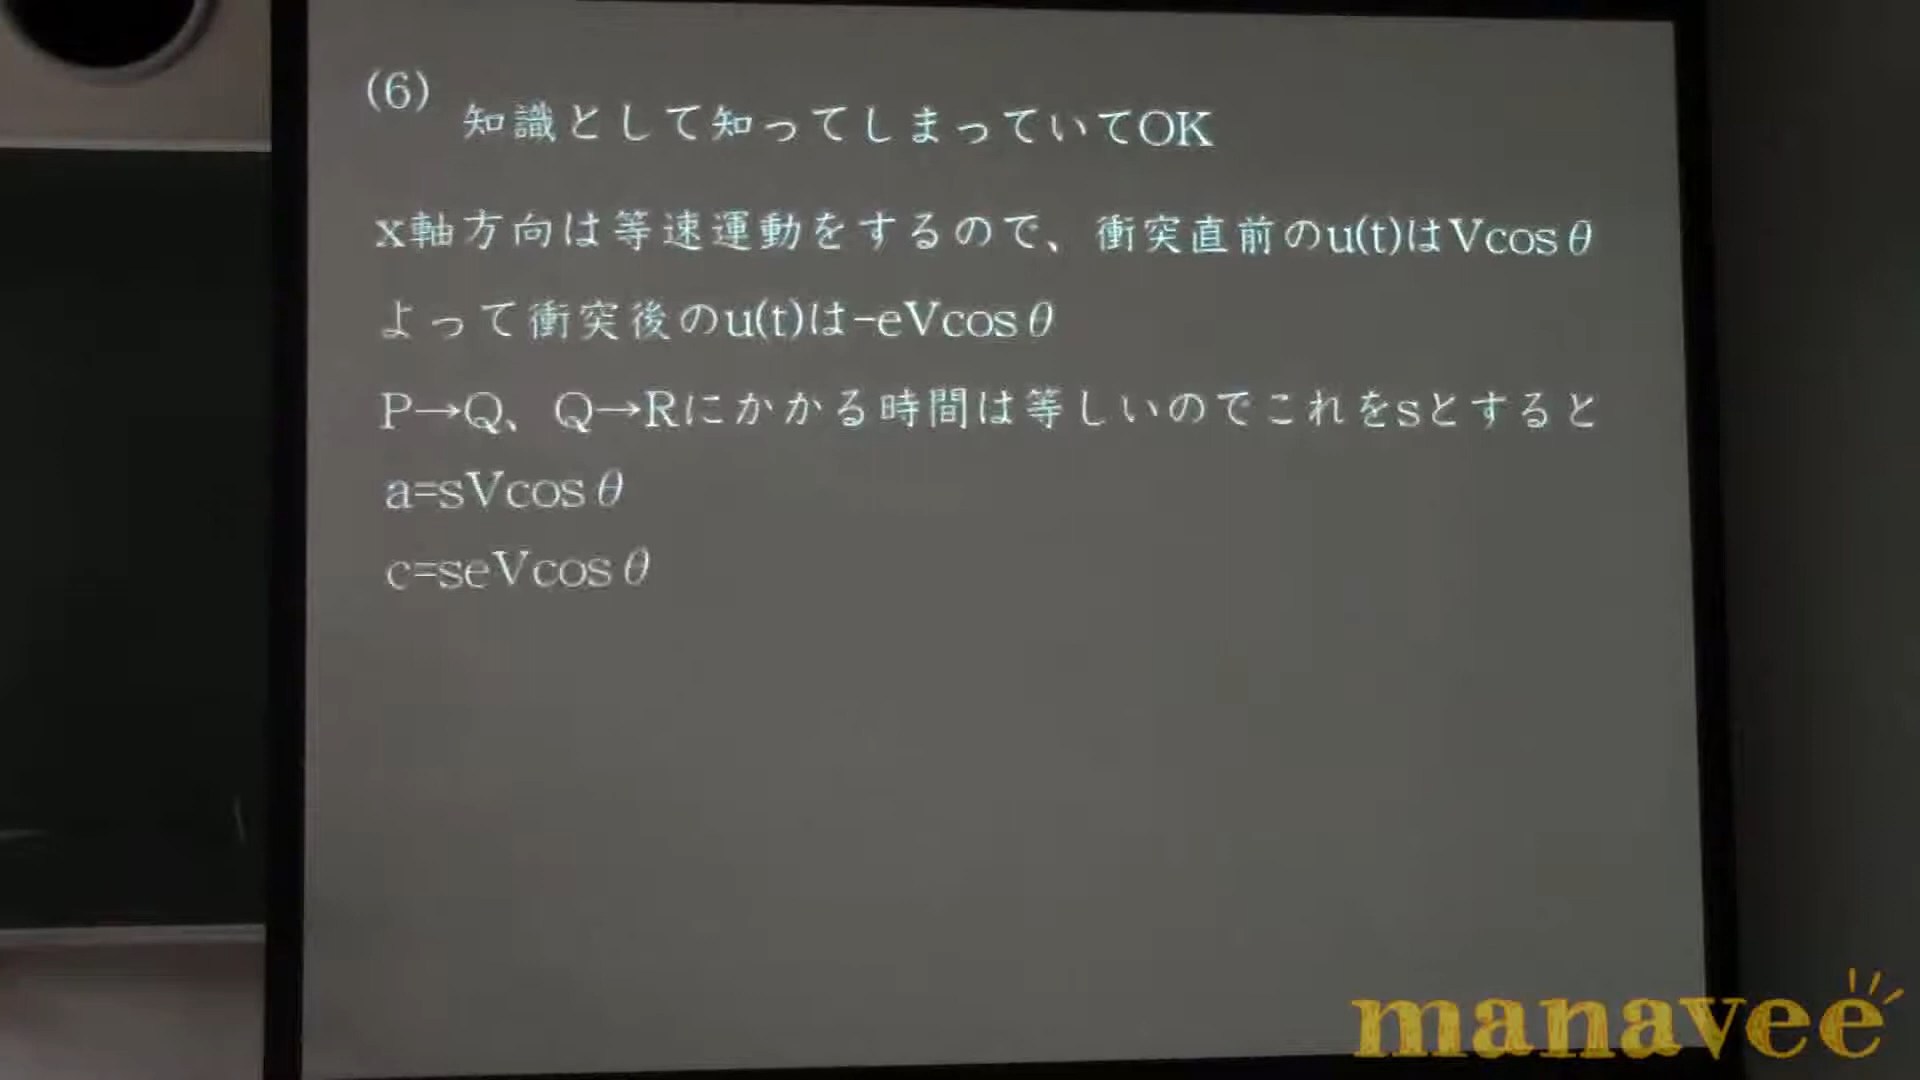 (6)
知識として知ってしまっていてOK
x軸方向は等速運動をするので、衝突直前のu(t)はVcosθ
よって衝突後のu(t)は-eVcosθ
P→Q、Q→Rにかかる時間は等しいのでこれをsとすると
a=sVcosθ
c=seVcosθ
manavee